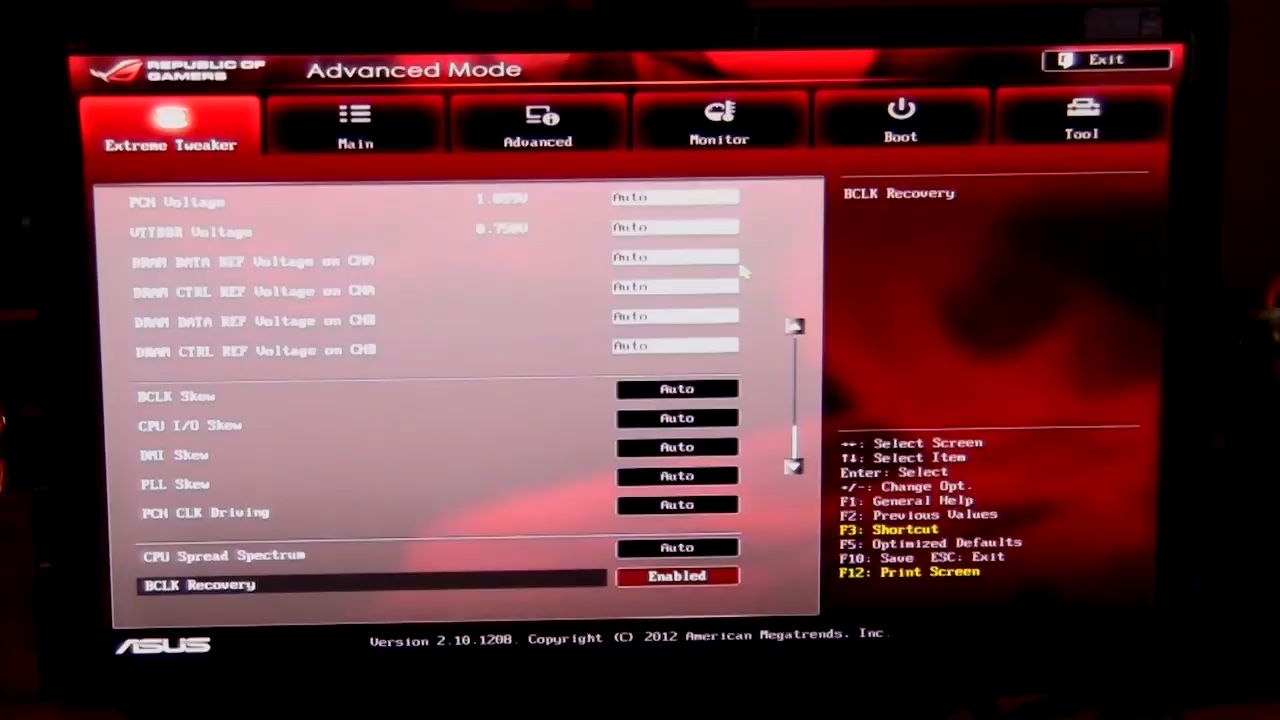 REPUBLIC OF
GAMERS
Advanced Mode
Exit
Extreme Tweaker
Main
Advanced
Monitor
Boot
Tool
PCH Voltage Auto
VTTDDR Voltage 0.750V Auto
DRAM DATA REF Voltage on CHA Auto
DRAM CTRL REF Voltage on CHA Auto
DRAM DATA REF Voltage on CHB Auto
DRAM CTRL REF Voltage on CHB Auto
BCLK Skew Auto
CPU I/O Skew Auto
DMI Skew Auto
PLL Skew Auto
PCH CLK Driving Auto
CPU Spread Spectrum Auto
BCLK Recovery Enabled
BCLK Recovery
→←: Select Screen
↑↓: Select Item
Enter: Select
+/-: Change Opt.
F1: General Help
F2: Previous Values
F3: Shortcut
F5: Optimized Defaults
F10: Save ESC: Exit
F12: Print Screen
ASUS
Version 2.10.1208. Copyright (C) 2012 American Megatrends, Inc.